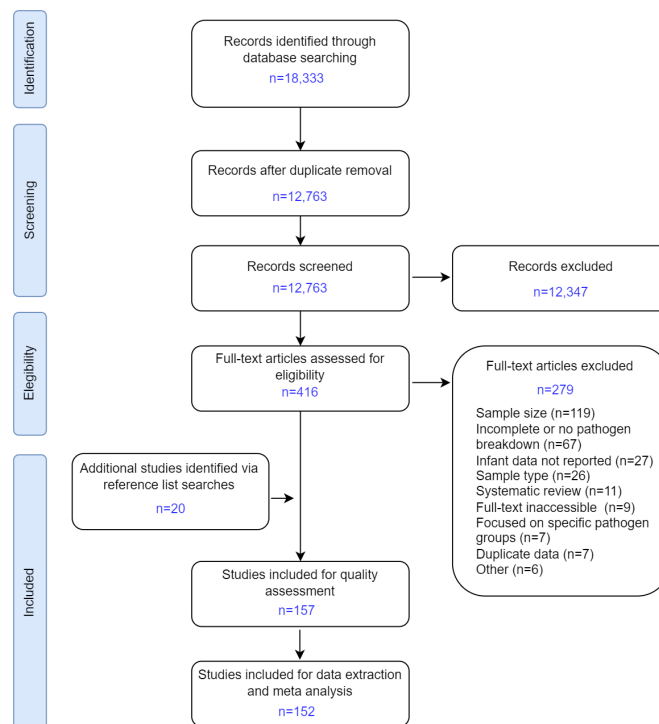 Identification
Records identified through
database searching
n=18,333
Screening
Records after duplicate removal
n=12,763
Records screened
n=12,763
Records excluded
n=12,347
Elegibility
Full-text articles assessed for
eligibility
n=416
Full-text articles excluded
n=279
Sample size (n=119)
Incomplete or no pathogen
breakdown (n=67)
Infant data not reported (n=27)
Sample type (n=26)
Systematic review (n=11)
Full-text inaccessible (n=9)
Focused on specific pathogen
groups (n=7)
Duplicate data (n=7)
Other (n=6)
Included
Additional studies identified via
reference list searches
n=20
Studies included for quality
assessment
n=157
Studies included for data extraction
and meta analysis
n=152